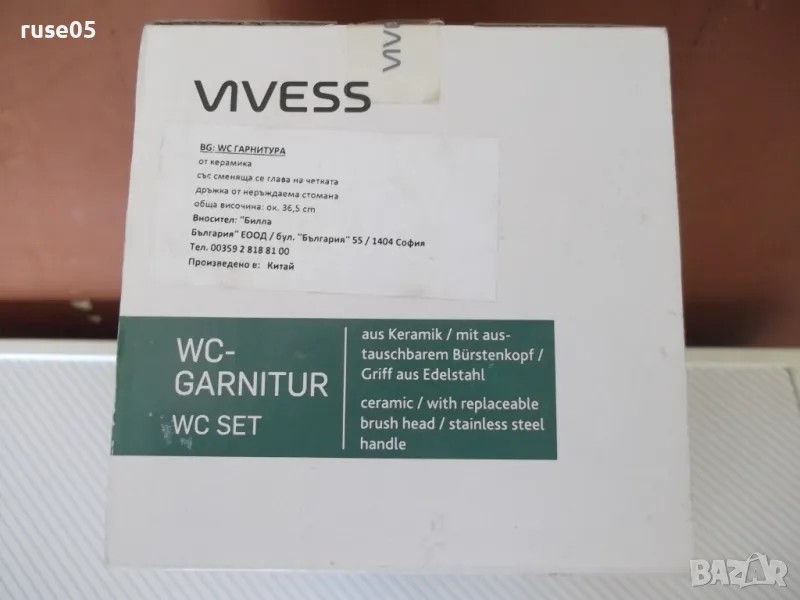 ruse05
VIVE
VIVESS
BG: WC ГАРНИТУРА
от керамика
със сменяща се глава на четката
дръжка от неръждаема стомана
обща височина: ок. 36,5 cm
Вносител: "Билла
България" ЕООД / бул. "България" 55 / 1404 София
Тел. 00359 2 818 81 00
Произведено в: Китай
WC-
GARNITUR
WC SET
aus Keramik / mit aus-
tauschbarem Bürstenkopf /
Griff aus Edelstahl
ceramic / with replaceable
brush head / stainless steel
handle
BAZAR